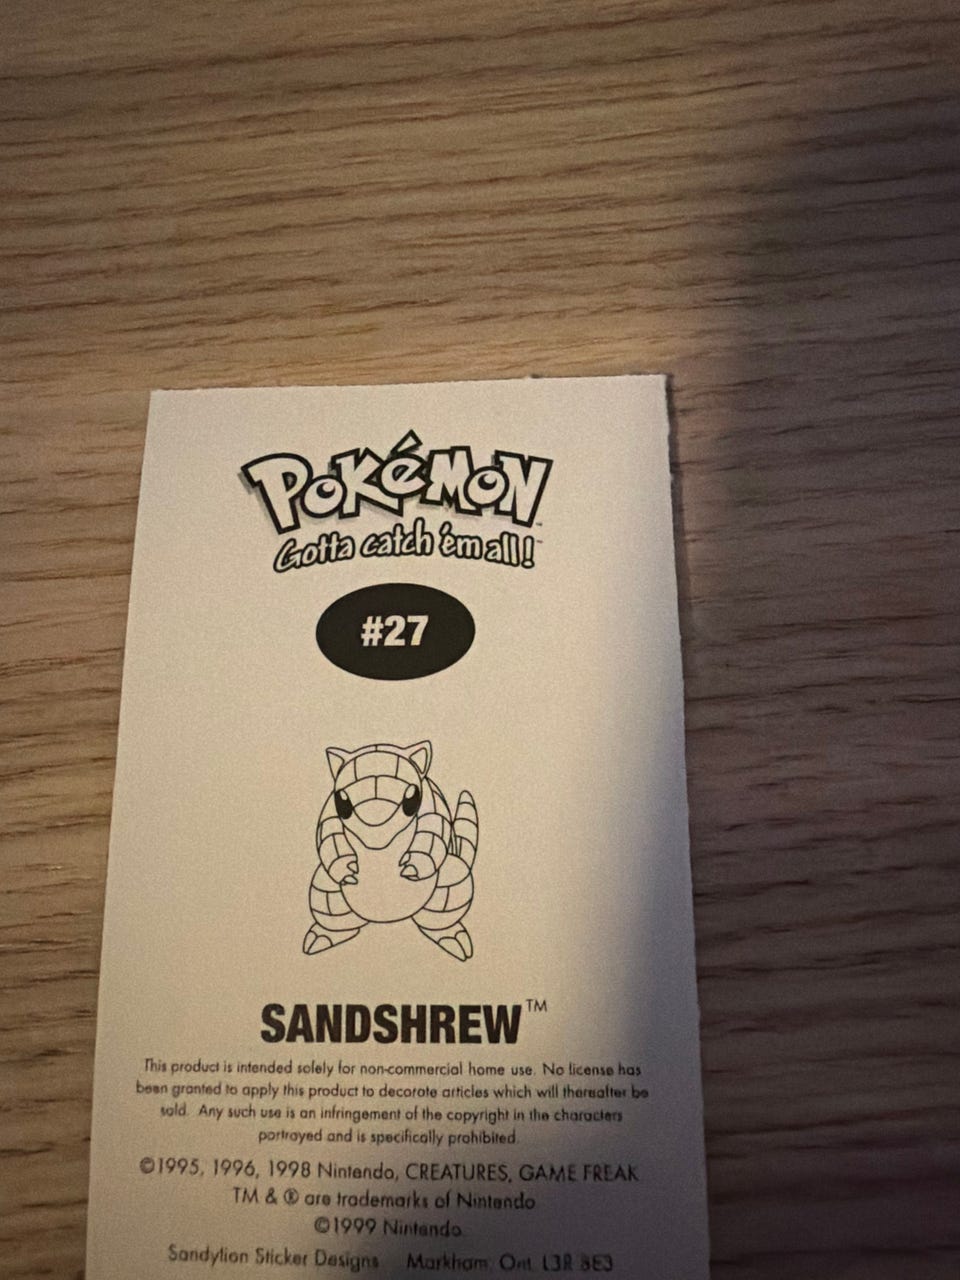 POKéMON
Gotta catch 'em all!™
#27
SANDSHREW™
This product is intended solely for non-commercial home use. No license has
been granted to apply this product to decorate articles which will thereafter be
sold. Any such use is an infringement of the copyright in the characters
portrayed and is specifically prohibited.
©1995, 1996, 1998 Nintendo, CREATURES, GAME FREAK
TM & ® are trademarks of Nintendo
©1999 Nintendo.
Sandylion Sticker Designs Markham, Ont. L3R 8E3